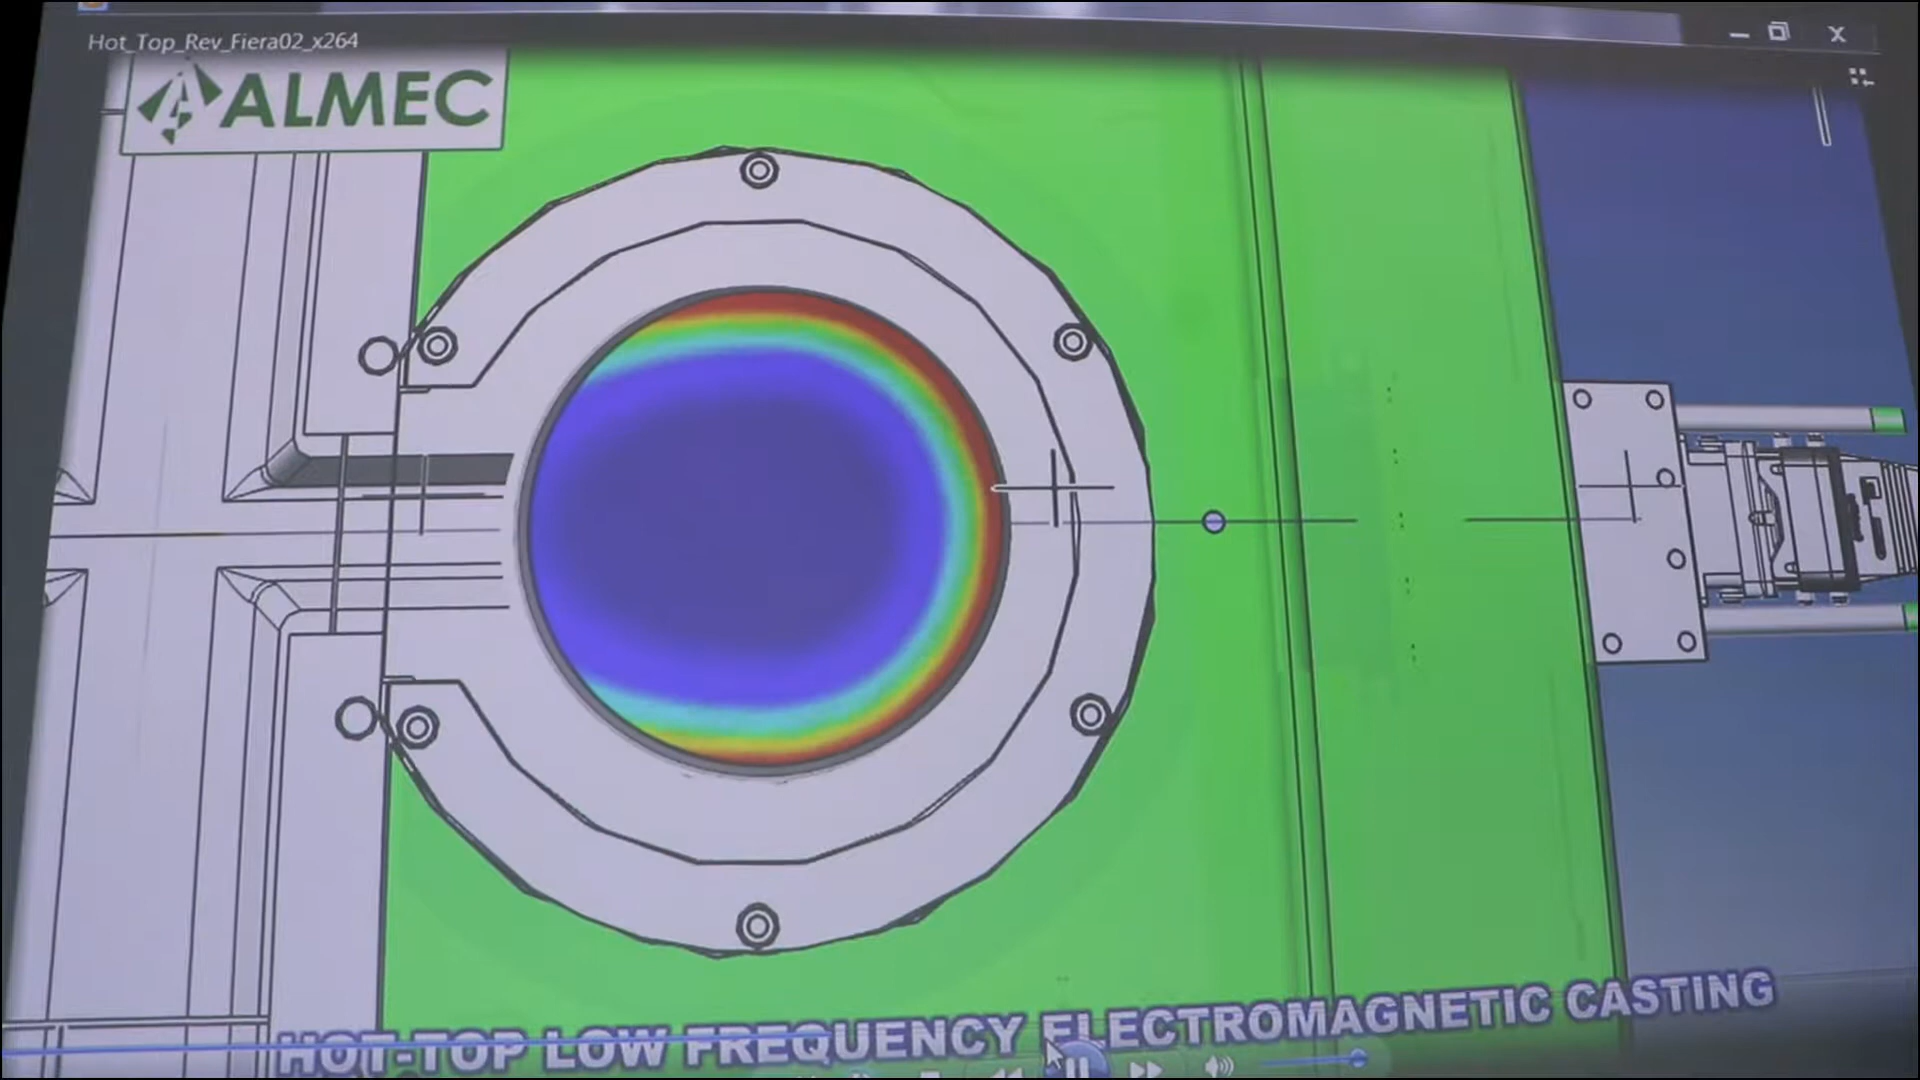 Hot_Top_Rev_Fiera02_x264
ALMEC
HOT-TOP LOW FREQUENCY ELECTROMAGNETIC CASTING